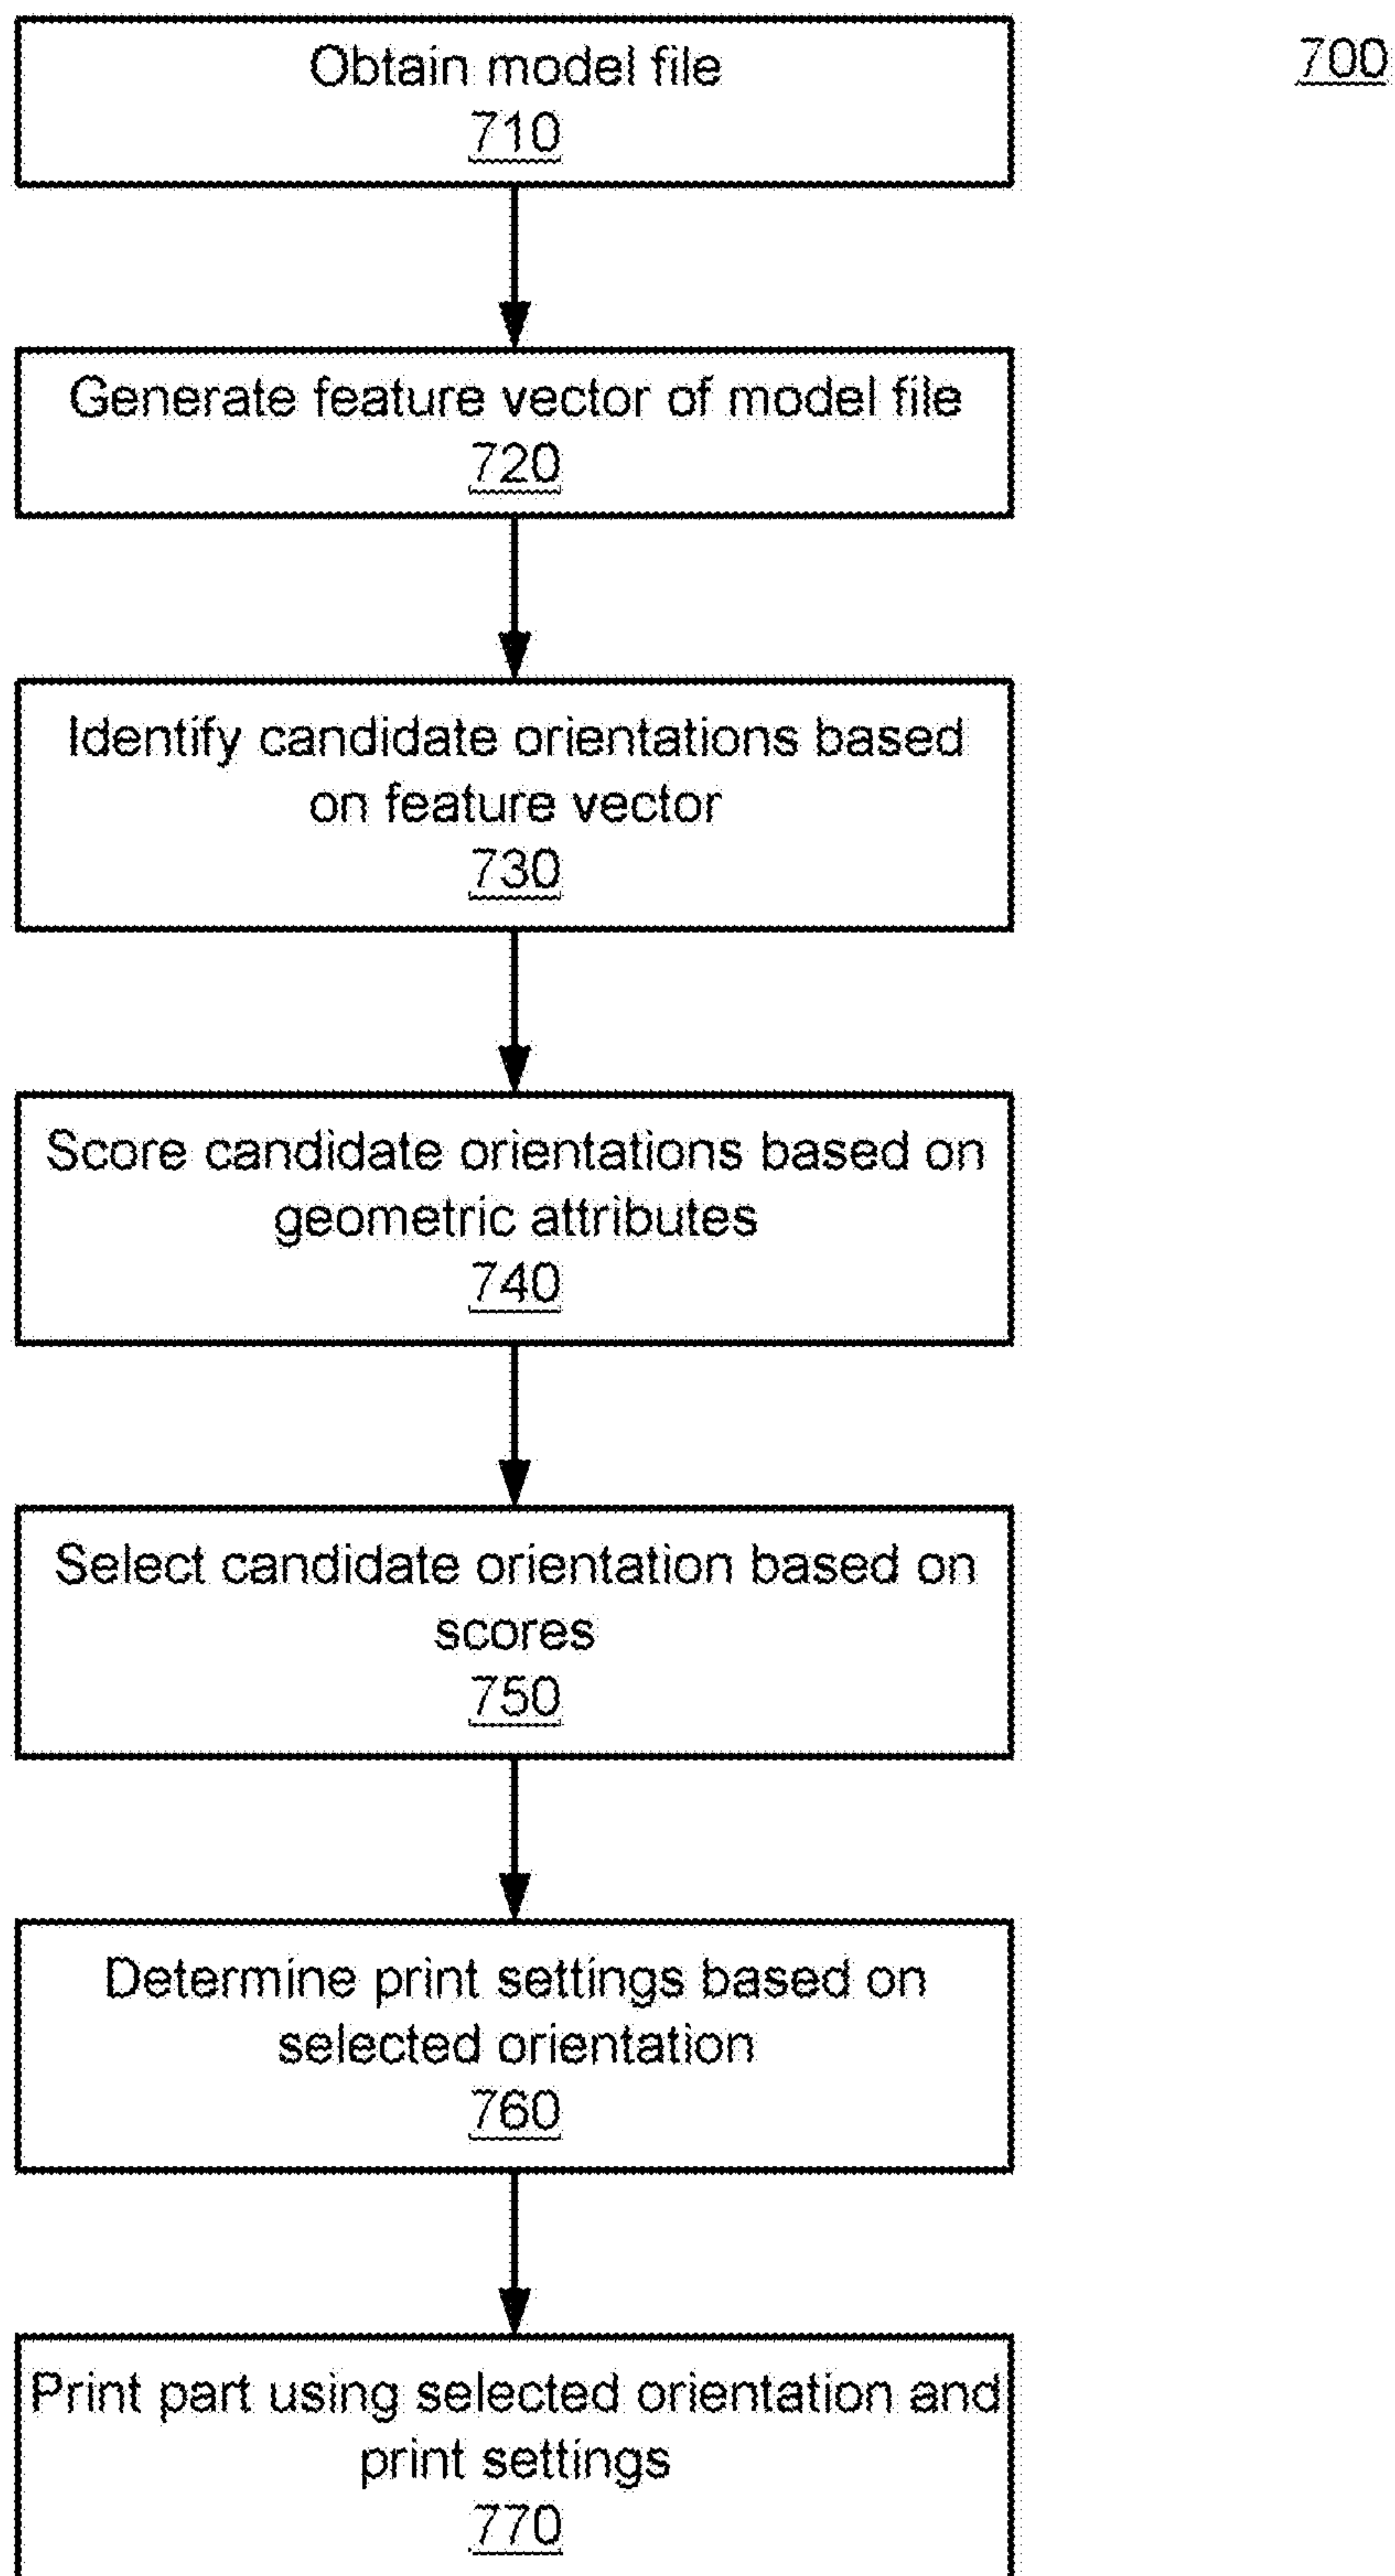 Obtain model file
710
700
Generate feature vector of model file
720
Identify candidate orientations based
on feature vector
730
Score candidate orientations based on
geometric attributes
740
Select candidate orientation based on
scores
750
Determine print settings based on
selected orientation
760
Print part using selected orientation and
print settings
770